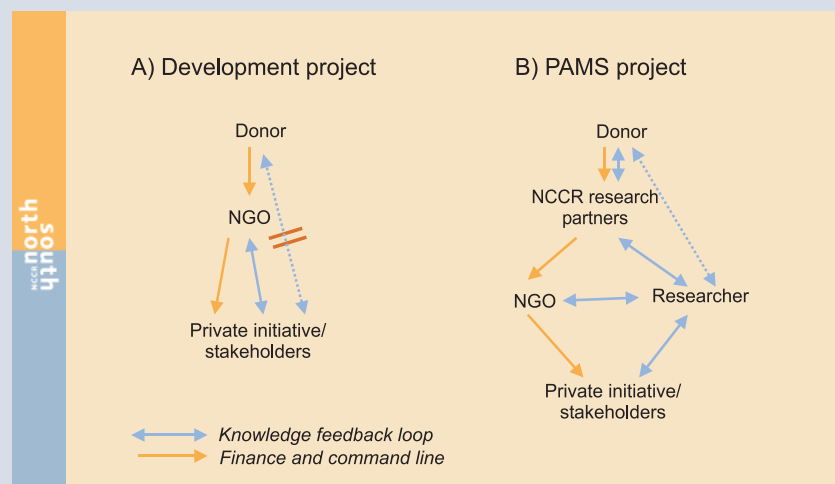 A) Development project
Donor
NGO
Private initiative/
stakeholders
B) PAMS project
Donor
NCCR research
partners
NGO
Researcher
Private initiative/
stakeholders
Knowledge feedback loop
Finance and command line
NCCR
north
south